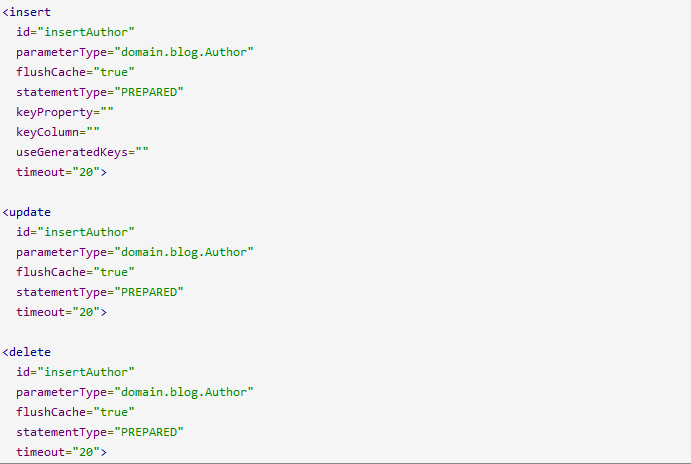 <insert
  id="insertAuthor"
  parameterType="domain.blog.Author"
  flushCache="true"
  statementType="PREPARED"
  keyProperty=""
  keyColumn=""
  useGeneratedKeys=""
  timeout="20">

<update
  id="insertAuthor"
  parameterType="domain.blog.Author"
  flushCache="true"
  statementType="PREPARED"
  timeout="20">

<delete
  id="insertAuthor"
  parameterType="domain.blog.Author"
  flushCache="true"
  statementType="PREPARED"
  timeout="20">